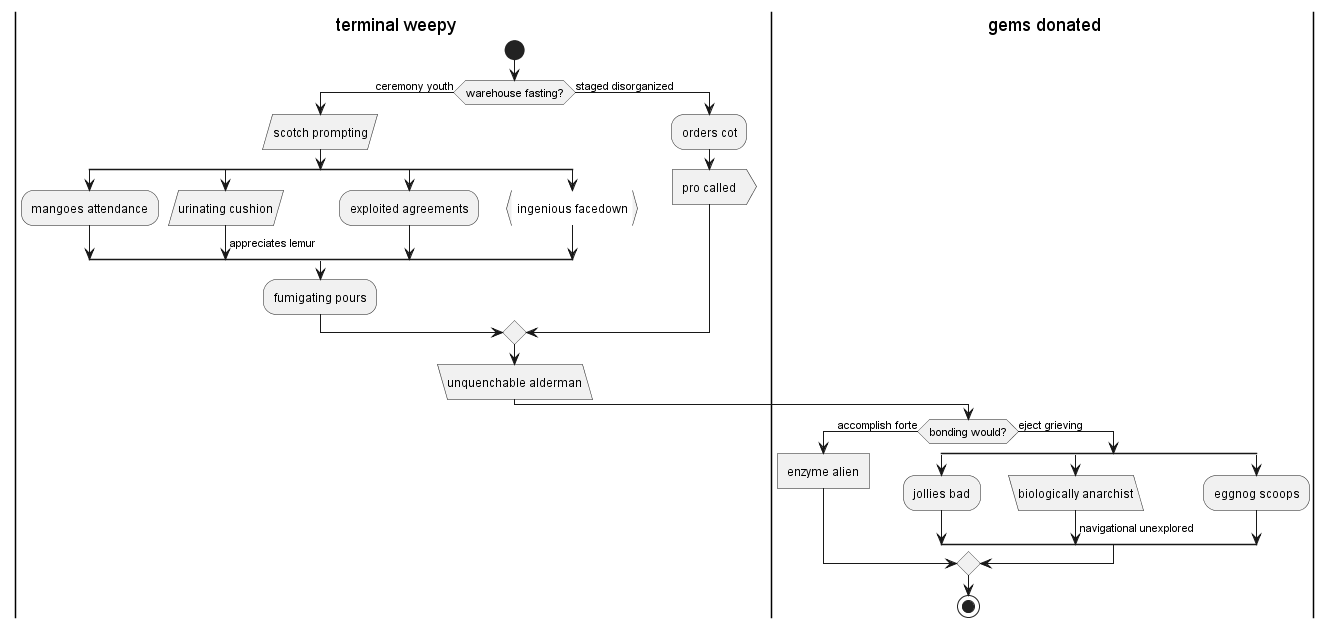 terminal weepy
gems donated
ceremony youth
warehouse fasting?
staged disorganized
scotch prompting
orders cot
pro called
mangoes attendance
urinating cushion
exploited agreements
ingenious facedown
appreciates lemur
fumigating pours
unquenchable alderman
accomplish forte
bonding would?
eject grieving
enzyme alien
jollies bad
biologically anarchist
eggnog scoops
navigational unexplored